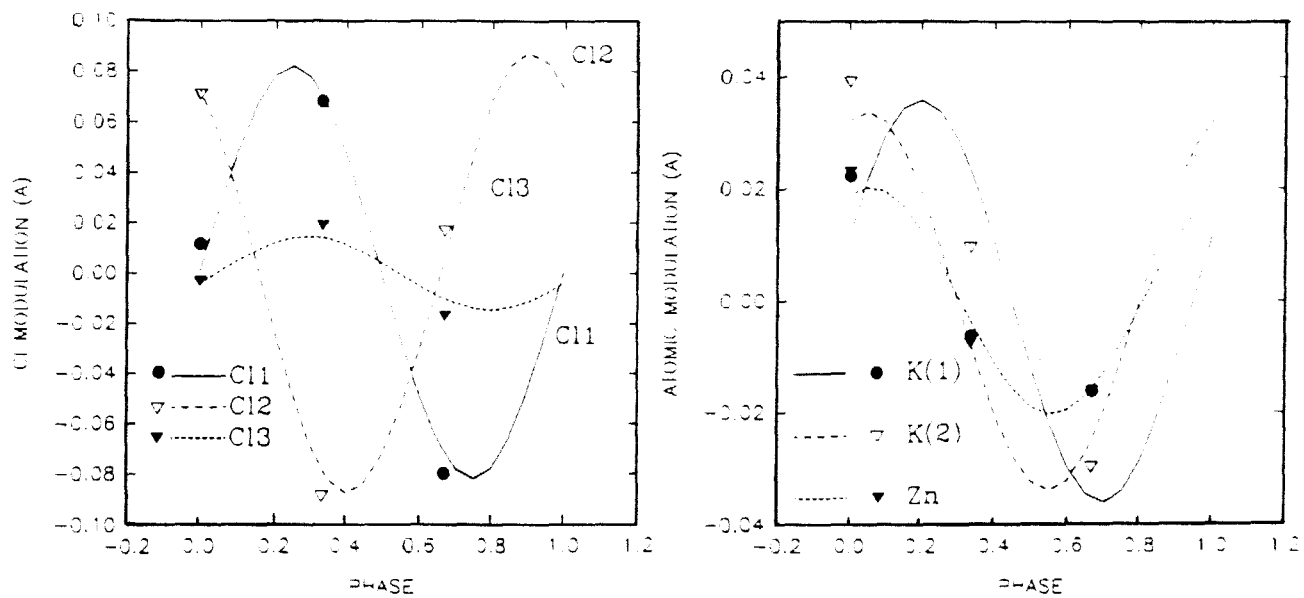 0.10
0.08
0.06
0.04
0.02
0.00
-0.02
-0.04
-0.06
-0.08
-0.10
Cl MODULATION (A)
Cl2
Cl3
Cl1
Cl1
Cl2
Cl3
-0.2 0.0 0.2 0.4 0.6 0.8 1.0 1.2
PHASE
0.04
0.02
0.00
-0.02
-0.04
ATOMIC MODULATION (A)
K(1)
K(2)
Zn
-0.2 0.0 0.2 0.4 0.6 0.8 1.0 1.2
PHASE